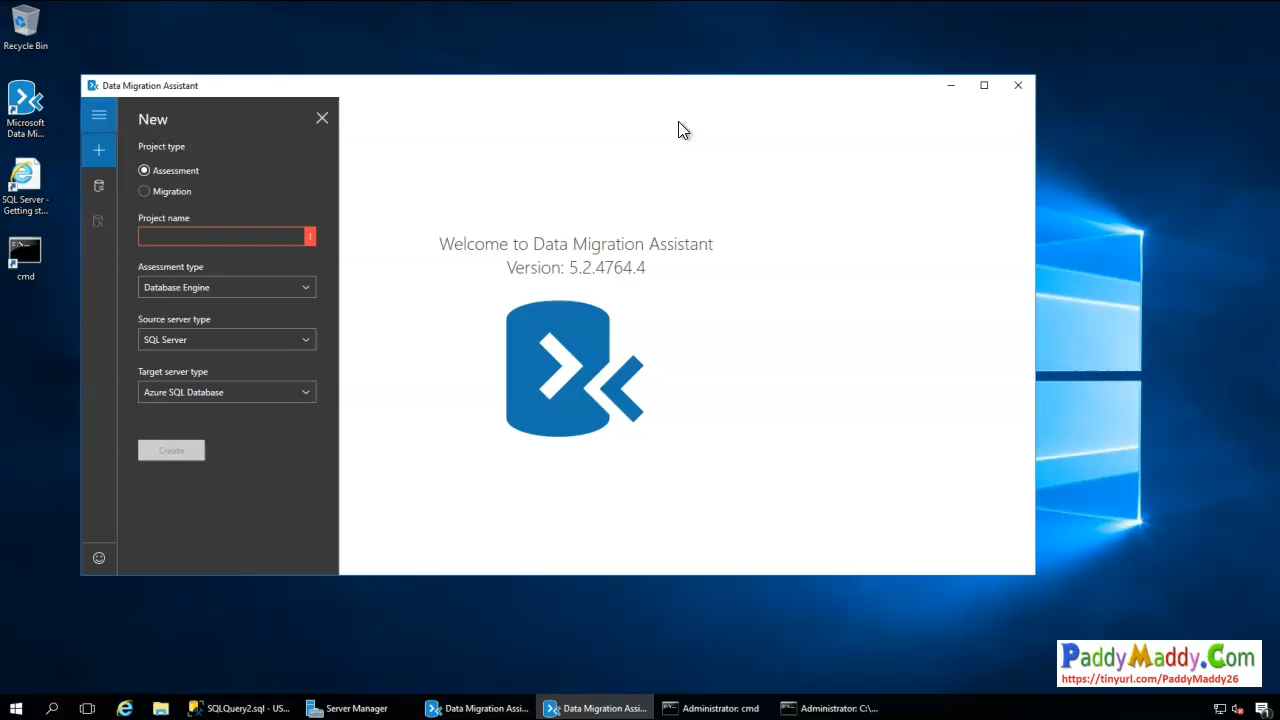 Recycle Bin
Microsoft
Data Mi...
SQL Server -
Getting st...
cmd
Data Migration Assistant
New
Project type
Assessment
Migration
Project name
!
Assessment type
Database Engine
Source server type
SQL Server
Target server type
Azure SQL Database
Create
Welcome to Data Migration Assistant
Version: 5.2.4764.4
PaddyMaddy.Com
https://tinyurl.com/PaddyMaddy26
SQLQuery2.sql - US...
Server Manager
Data Migration Assi...
Data Migration Assi...
Administrator: cmd
Administrator: C:\...